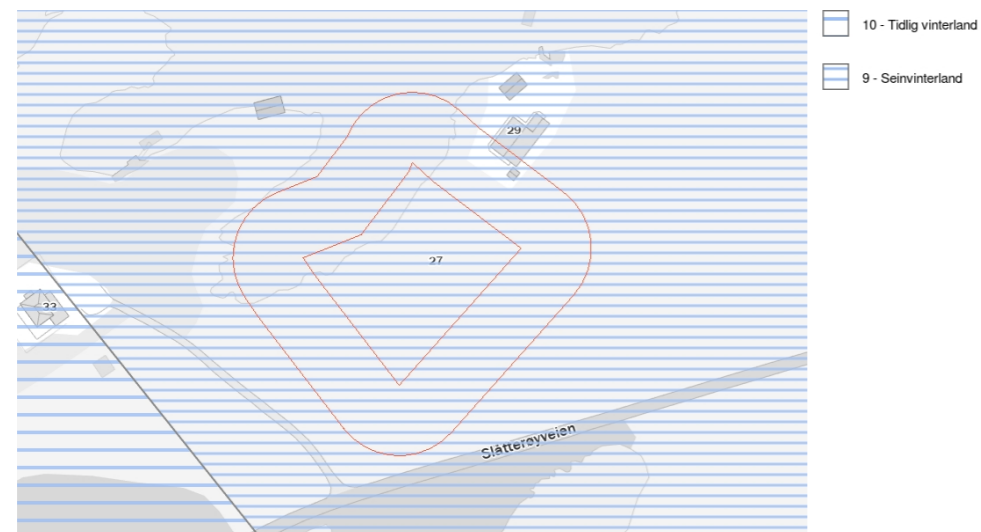 10 - Tidlig vinterland
9 - Seinvinterland
29
27
33
Slåtterøyveien